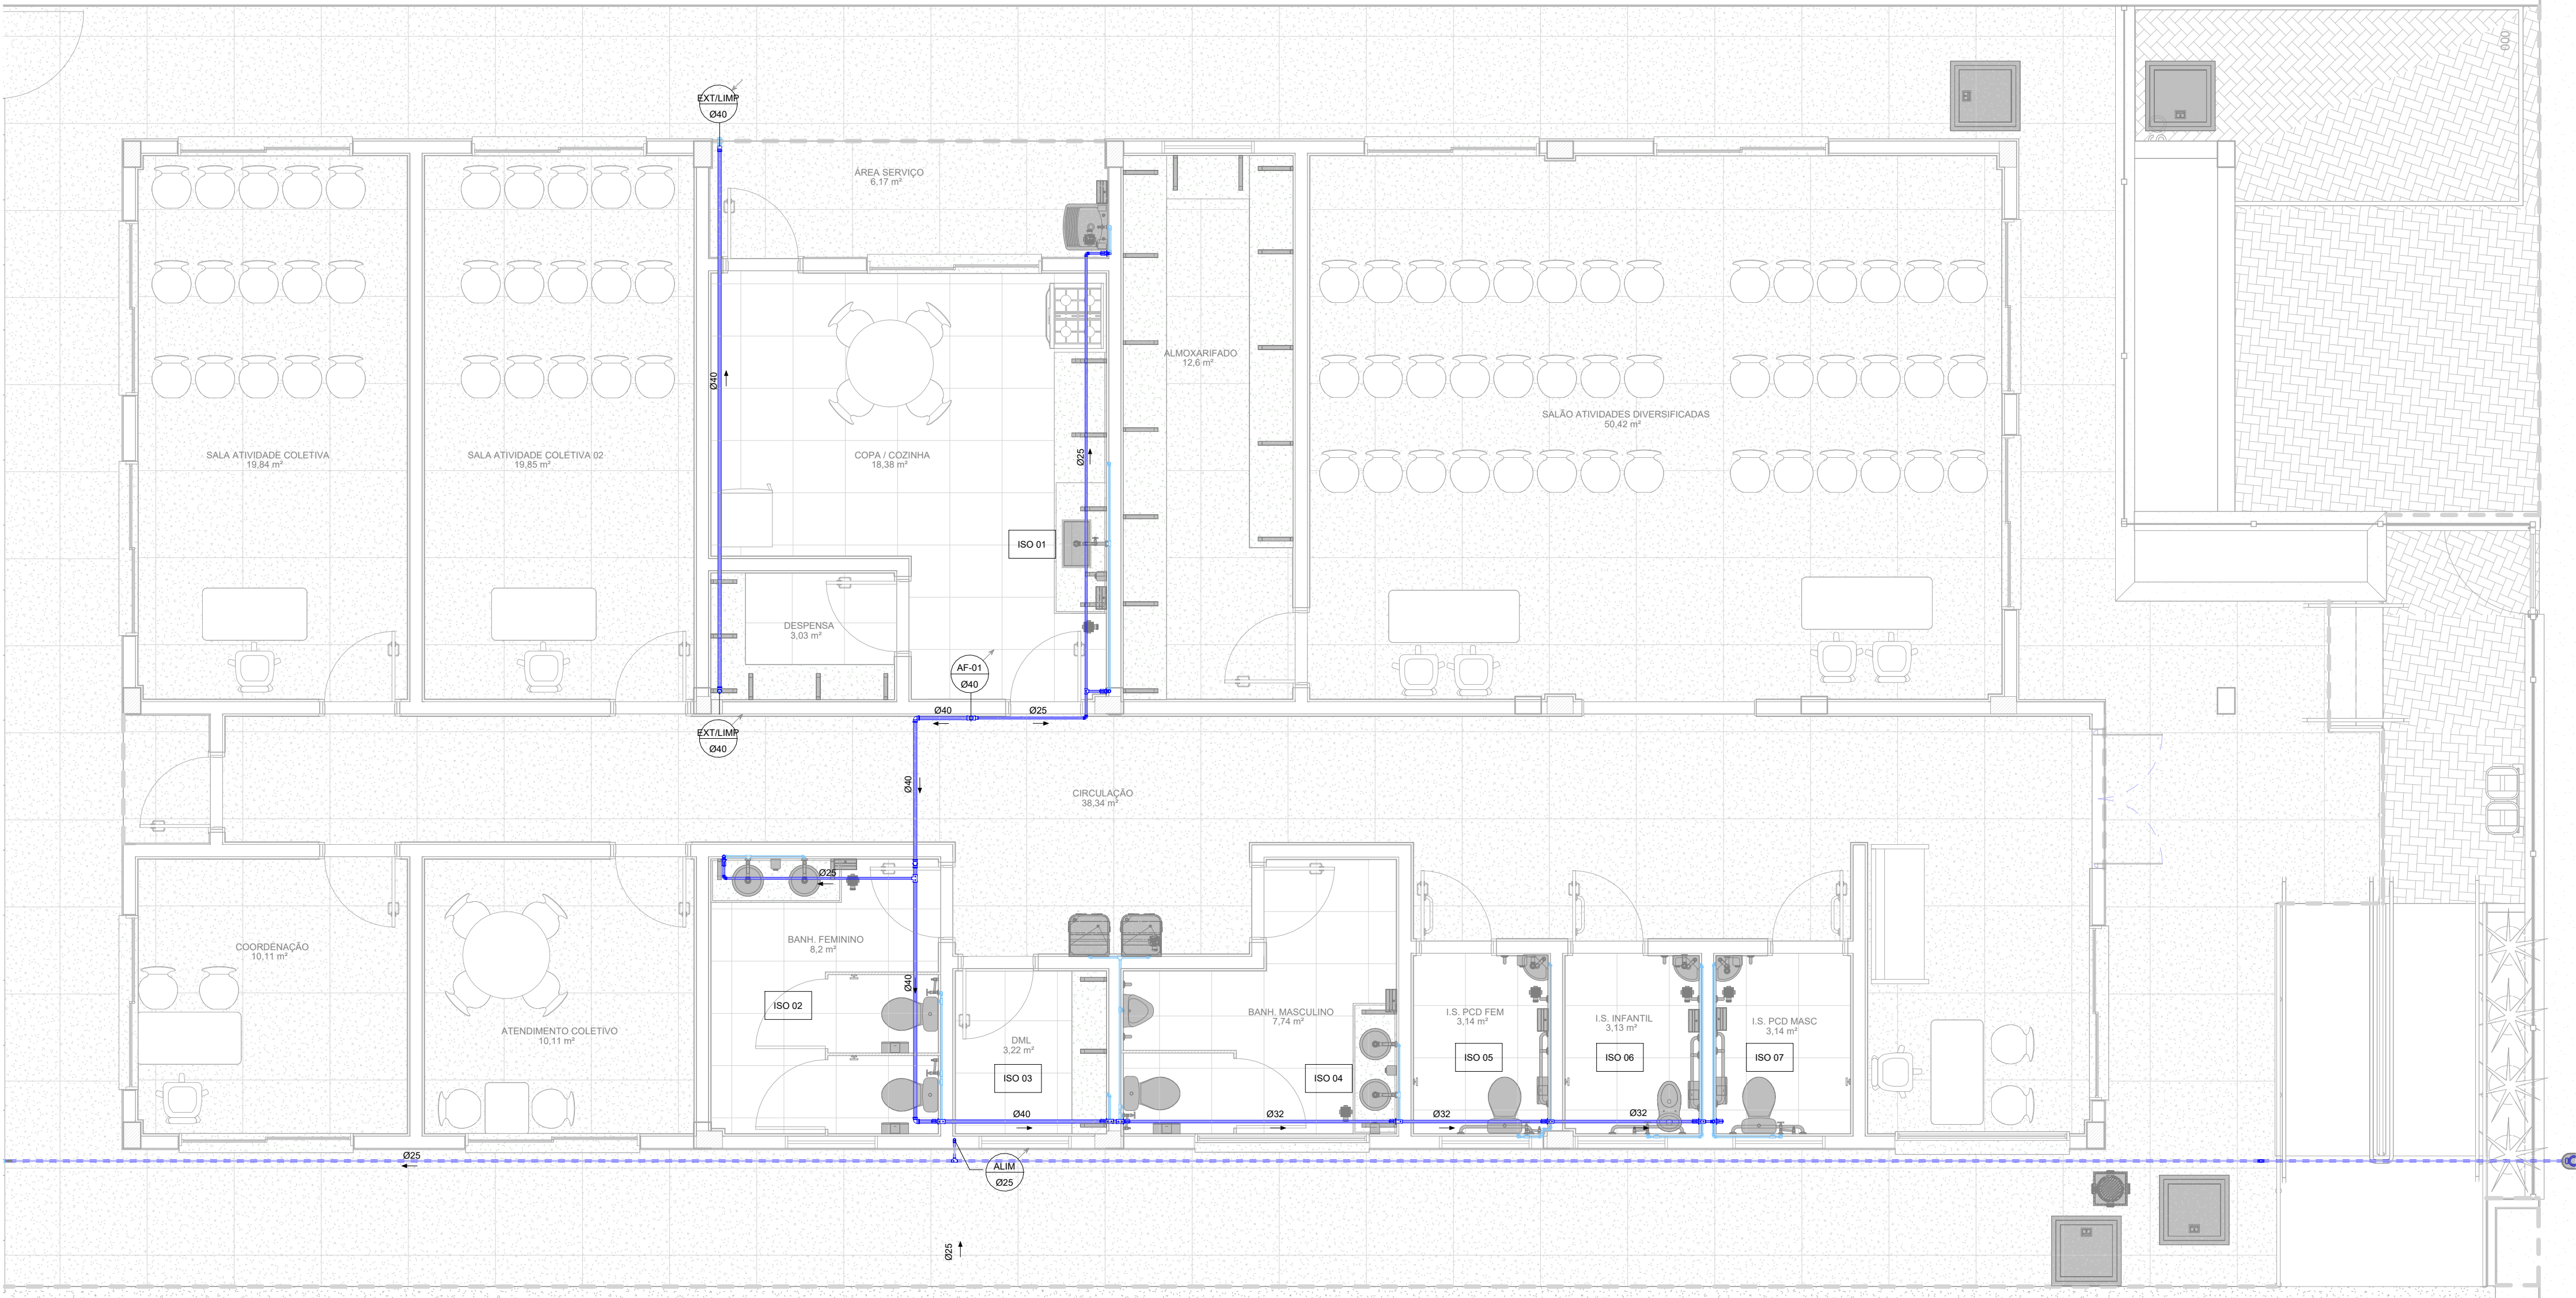 EXT/LIMP
Ø40
ÁREA SERVIÇO
6,17 m²
ALMOXARIFADO
12,6 m²
Ø40
SALÃO ATIVIDADES DIVERSIFICADAS
50,42 m²
SALA ATIVIDADE COLETIVA
19,84 m²
SALA ATIVIDADE COLETIVA 02
19,85 m²
COPA / COZINHA
18,38 m²
Ø25
ISO 01
DESPENSA
3,03 m²
AF-01
Ø40
Ø40
Ø25
EXT/LIMP
Ø40
Ø40
CIRCULAÇÃO
38,34 m²
Ø25
COORDENAÇÃO
10,11 m²
BANH. FEMININO
8,2 m²
Ø40
ISO 02
ATENDIMENTO COLETIVO
10,11 m²
DML
3,22 m²
ISO 03
BANH. MASCULINO
7,74 m²
ISO 04
I.S. PCD FEM
3,14 m²
ISO 05
I.S. INFANTIL
3,13 m²
ISO 06
I.S. PCD MASC
3,14 m²
ISO 07
Ø40
Ø32
Ø32
Ø32
Ø25
ALIM
Ø25
Ø25